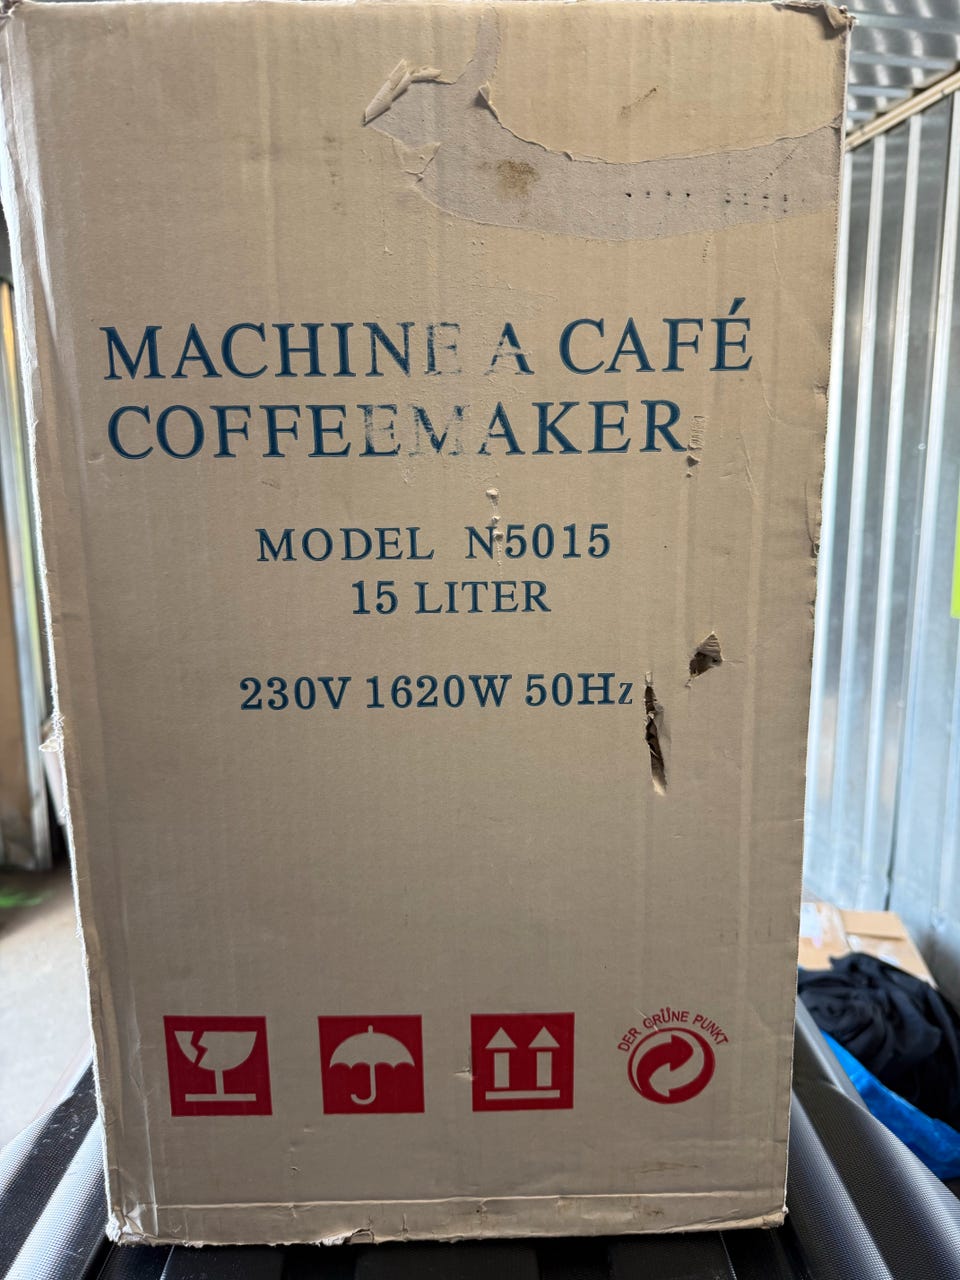 MACHINE A CAFÉ
COFFEEMAKER
MODEL N5015
15 LITER
230V 1620W 50Hz
DER GRÜNE PUNKT